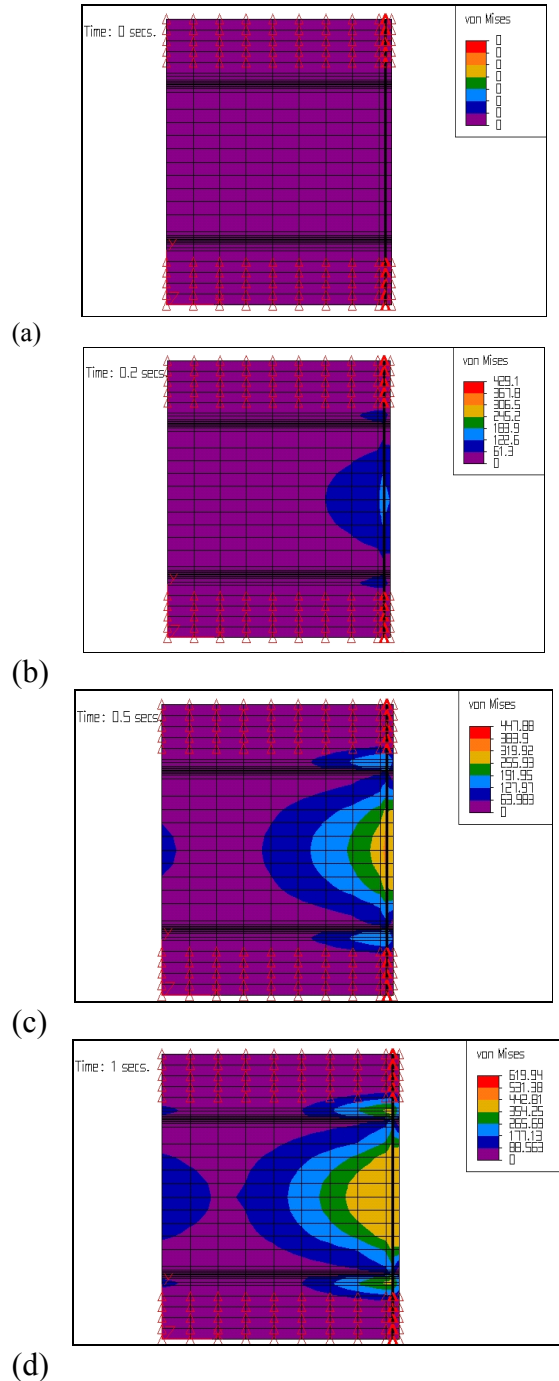 Time: 0 secs.
von Mises
0
0
0
0
0
0
0
0
Y
Z
(a)
Time: 0.2 secs.
von Mises
429.1
367.8
306.5
245.2
183.9
122.6
61.3
0
Y
Z
(b)
Time: 0.5 secs.
von Mises
447.88
383.9
319.92
255.93
191.95
127.97
63.983
0
Y
Z
(c)
Time: 1 secs.
von Mises
619.94
531.38
442.81
354.25
265.69
177.13
88.563
0
Y
Z
(d)